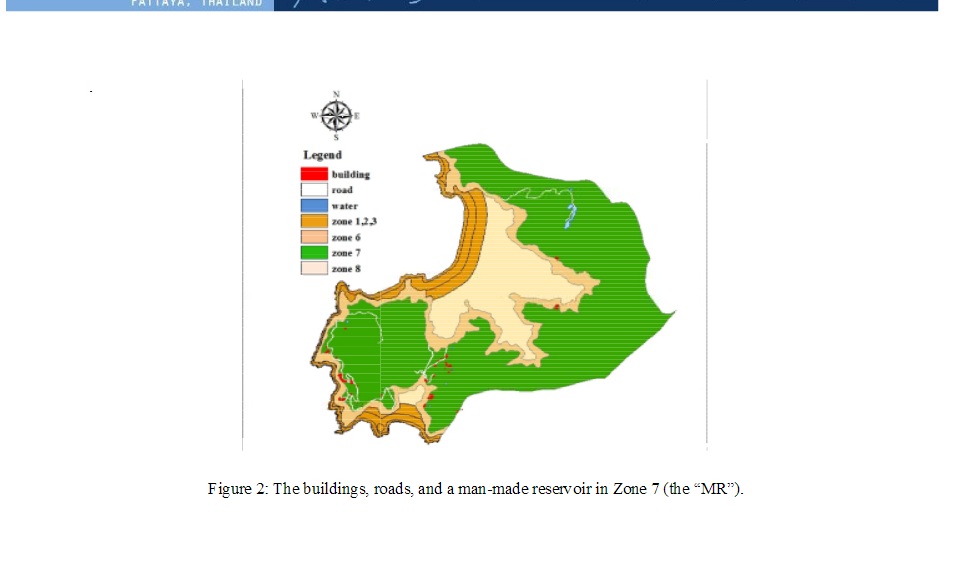 PATTAYA, THAILAND
N
W E
S
Legend
building
road
water
zone 1,2,3
zone 6
zone 7
zone 8
Figure 2: The buildings, roads, and a man-made reservoir in Zone 7 (the “MR”).